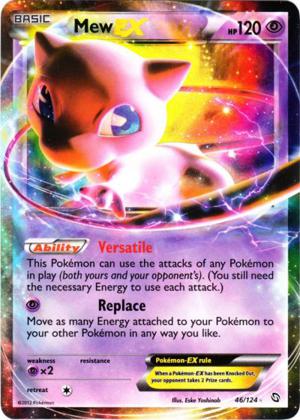 BASIC
Mew EX
HP120
Ability Versatile
This Pokémon can use the attacks of any Pokémon
in play (both yours and your opponent's). (You still need
the necessary Energy to use each attack.)
Replace
Move as many Energy attached to your Pokémon to
your other Pokémon in any way you like.
weakness
×2
resistance
retreat
Pokémon-EX rule
When a Pokémon-EX has been Knocked Out,
your opponent takes 2 Prize cards.
©2012 Pokémon
Illus. Eske Yoshinob
46/124